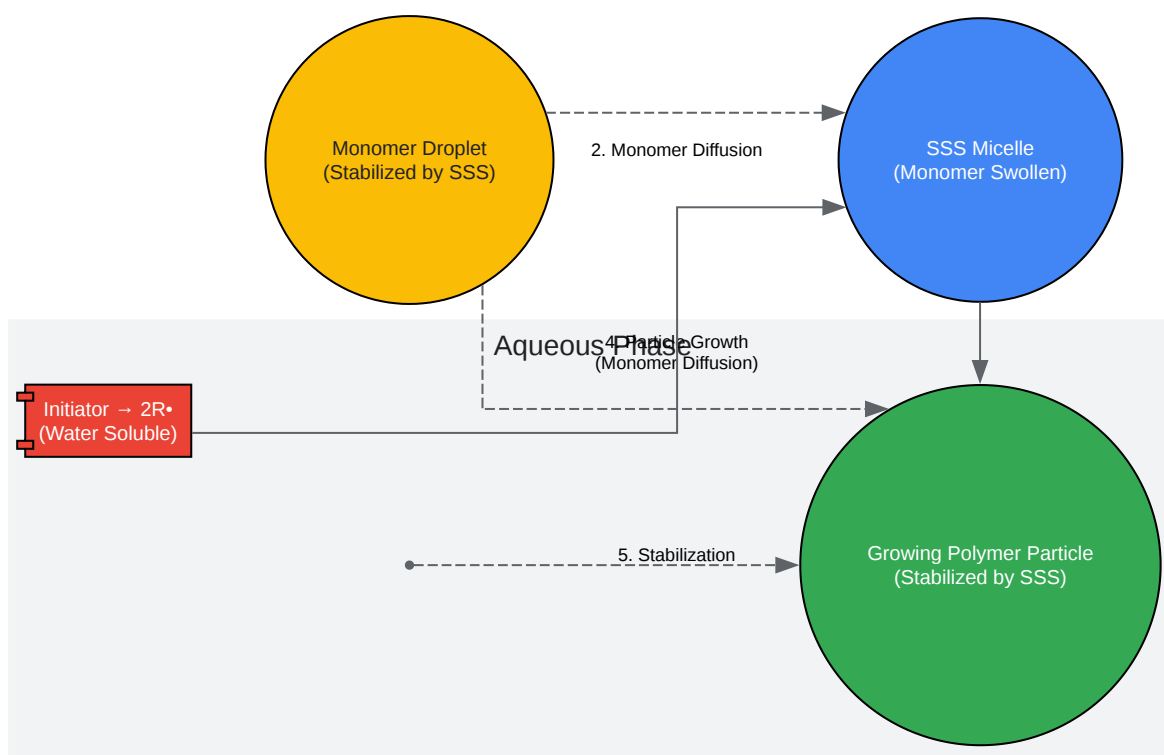 Monomer Droplet
(Stabilized by SSS)
2. Monomer Diffusion
SSS Micelle
(Monomer Swollen)
Aqueous Phase
4. Particle Growth
(Monomer Diffusion)
Initiator → 2R•
(Water Soluble)
5. Stabilization
Growing Polymer Particle
(Stabilized by SSS)